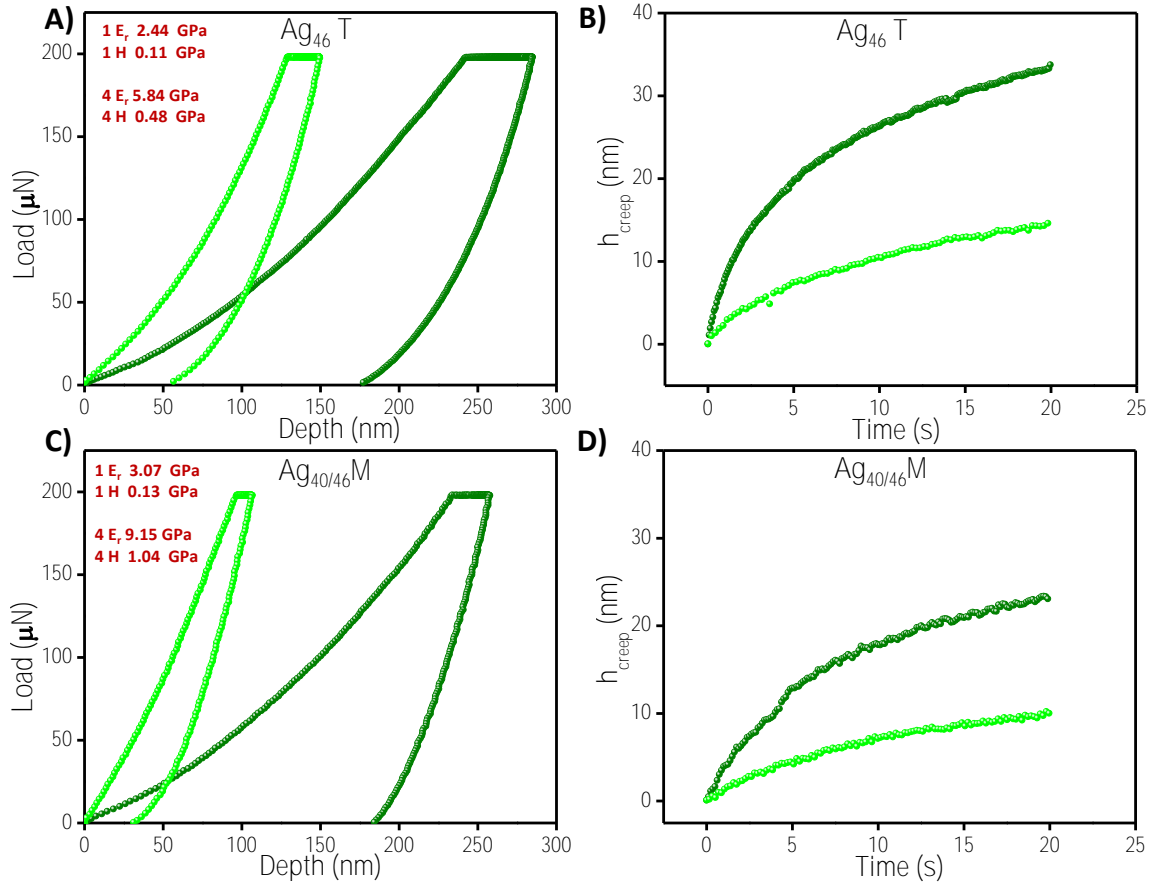 A)
Ag46 T
1 Er 2.44 GPa
1 H 0.11 GPa
4 Er 5.84 GPa
4 H 0.48 GPa
200
150
100
50
0
Load (μN)
0 50 100 150 200 250 300
Depth (nm)
B)
Ag46 T
40
30
20
10
0
hcreep (nm)
0 5 10 15 20 25
Time (s)
C)
Ag40/46M
1 Er 3.07 GPa
1 H 0.13 GPa
4 Er 9.15 GPa
4 H 1.04 GPa
200
150
100
50
0
Load (μN)
0 50 100 150 200 250 300
Depth (nm)
D)
Ag40/46M
40
30
20
10
0
hcreep (nm)
0 5 10 15 20 25
Time (s)